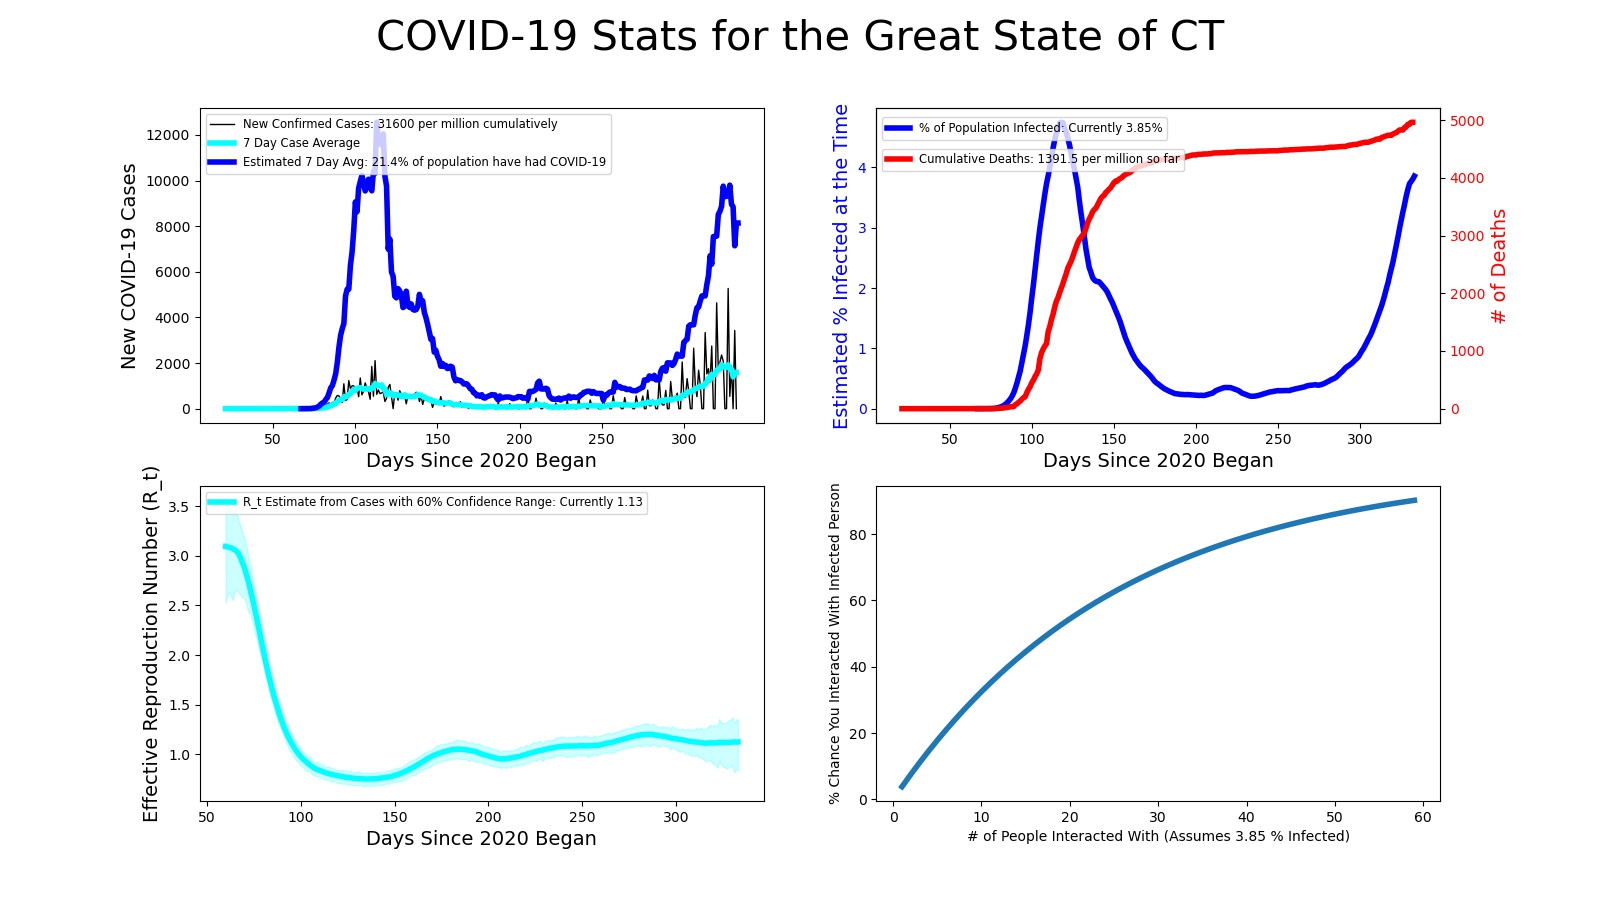 COVID-19 Stats for the Great State of CT
New COVID-19 Cases
12000
10000
8000
6000
4000
2000
0
New Confirmed Cases: 31600 per million cumulatively
7 Day Case Average
Estimated 7 Day Avg: 21.4% of population have had COVID-19
50 100 150 200 250 300
Days Since 2020 Began
Estimated % Infected at the Time
4
3
2
1
0
% of Population Infected: Currently 3.85%
Cumulative Deaths: 1391.5 per million so far
5000
4000
3000
2000
1000
0
# of Deaths
50 100 150 200 250 300
Days Since 2020 Began
Effective Reproduction Number (R_t)
3.5
3.0
2.5
2.0
1.5
1.0
R_t Estimate from Cases with 60% Confidence Range: Currently 1.13
50 100 150 200 250 300
Days Since 2020 Began
% Chance You Interacted With Infected Person
80
60
40
20
0
0 10 20 30 40 50 60
# of People Interacted With (Assumes 3.85 % Infected)